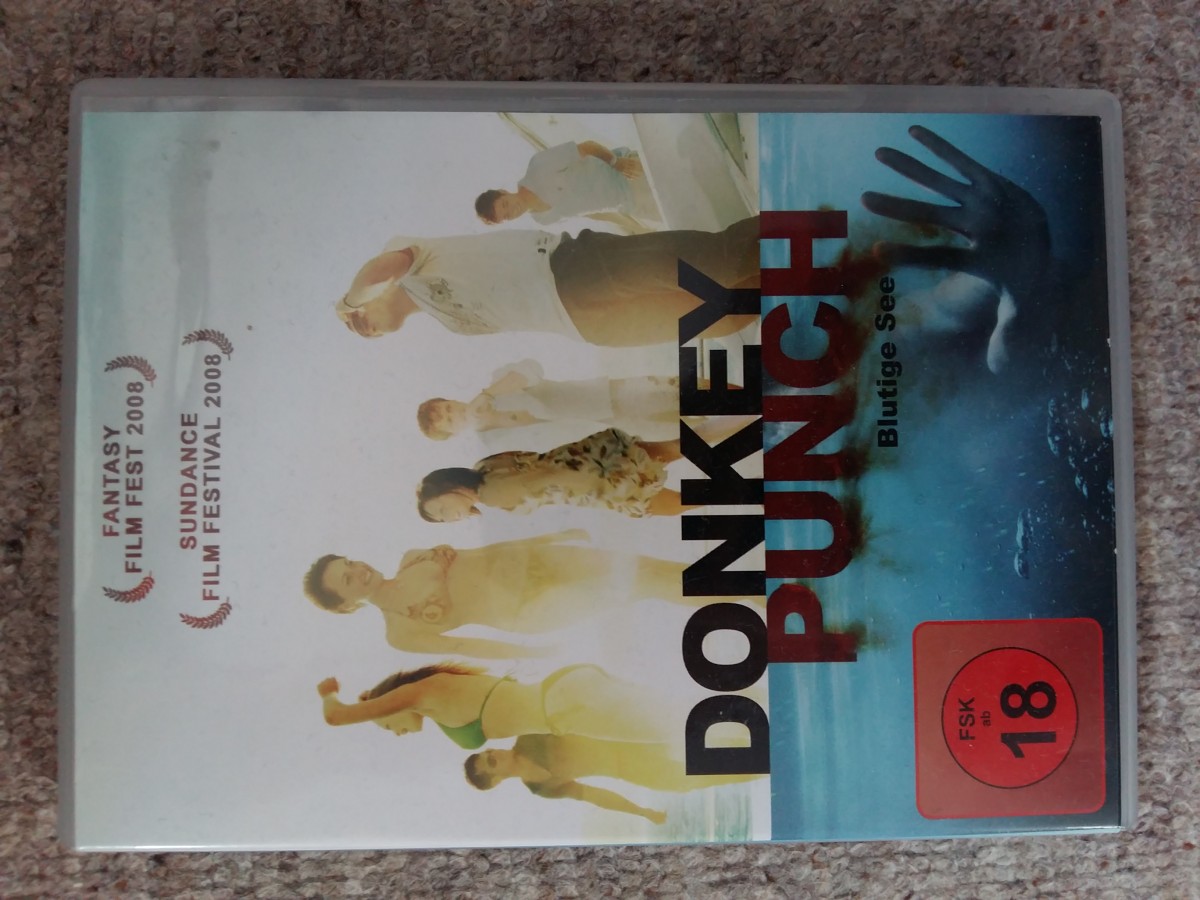 FANTASY
FILM FEST 2008
SUNDANCE
FILM FESTIVAL 2008
DONKEY
PUNCH
Blutige See
FSK
ab
18